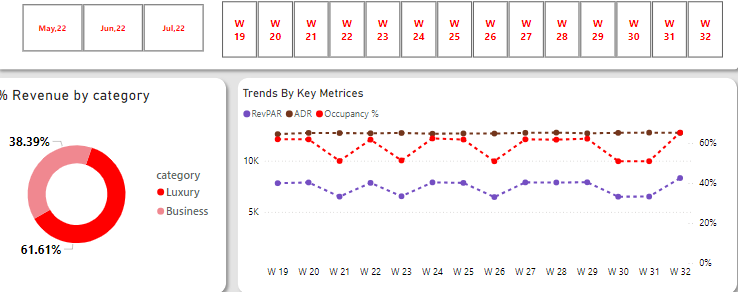 May,22 Jun,22 Jul,22
W 19 W 20 W 21 W 22 W 23 W 24 W 25 W 26 W 27 W 28 W 29 W 30 W 31 W 32
% Revenue by category
38.39%
61.61%
category
Luxury
Business
Trends By Key Metrices
RevPAR ADR Occupancy %
10K
5K
60%
40%
20%
0%
W 19 W 20 W 21 W 22 W 23 W 24 W 25 W 26 W 27 W 28 W 29 W 30 W 31 W 32